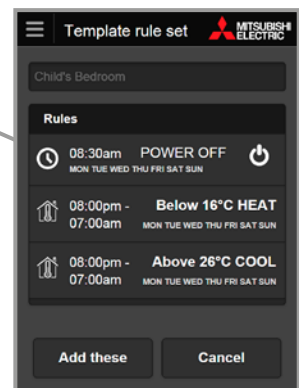 Template rule set
MITSUBISHI
ELECTRIC
Child's Bedroom
Rules
08:30am POWER OFF
MON TUE WED THU FRI SAT SUN
08:00pm - Below 16°C HEAT
07:00am MON TUE WED THU FRI SAT SUN
08:00pm - Above 26°C COOL
07:00am MON TUE WED THU FRI SAT SUN
Add these Cancel